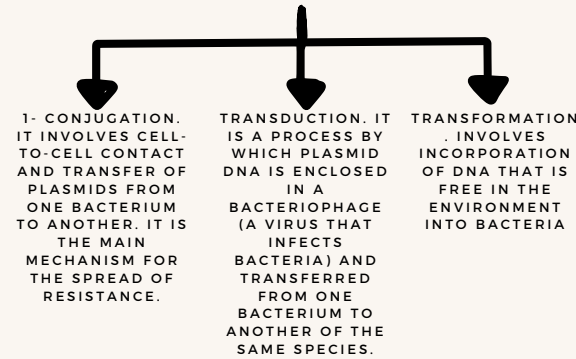 1- CONJUGATION.
IT INVOLVES CELL-
TO-CELL CONTACT
AND TRANSFER OF
PLASMIDS FROM
ONE BACTERIUM
TO ANOTHER. IT IS
THE MAIN
MECHANISM FOR
THE SPREAD OF
RESISTANCE.
TRANSDUCTION. IT
IS A PROCESS BY
WHICH PLASMID
DNA IS ENCLOSED
IN A
BACTERIOPHAGE
(A VIRUS THAT
INFECTS
BACTERIA) AND
TRANSFERRED
FROM ONE
BACTERIUM TO
ANOTHER OF THE
SAME SPECIES.
TRANSFORMATION
. INVOLVES
INCORPORATION
OF DNA THAT IS
FREE IN THE
ENVIRONMENT
INTO BACTERIA